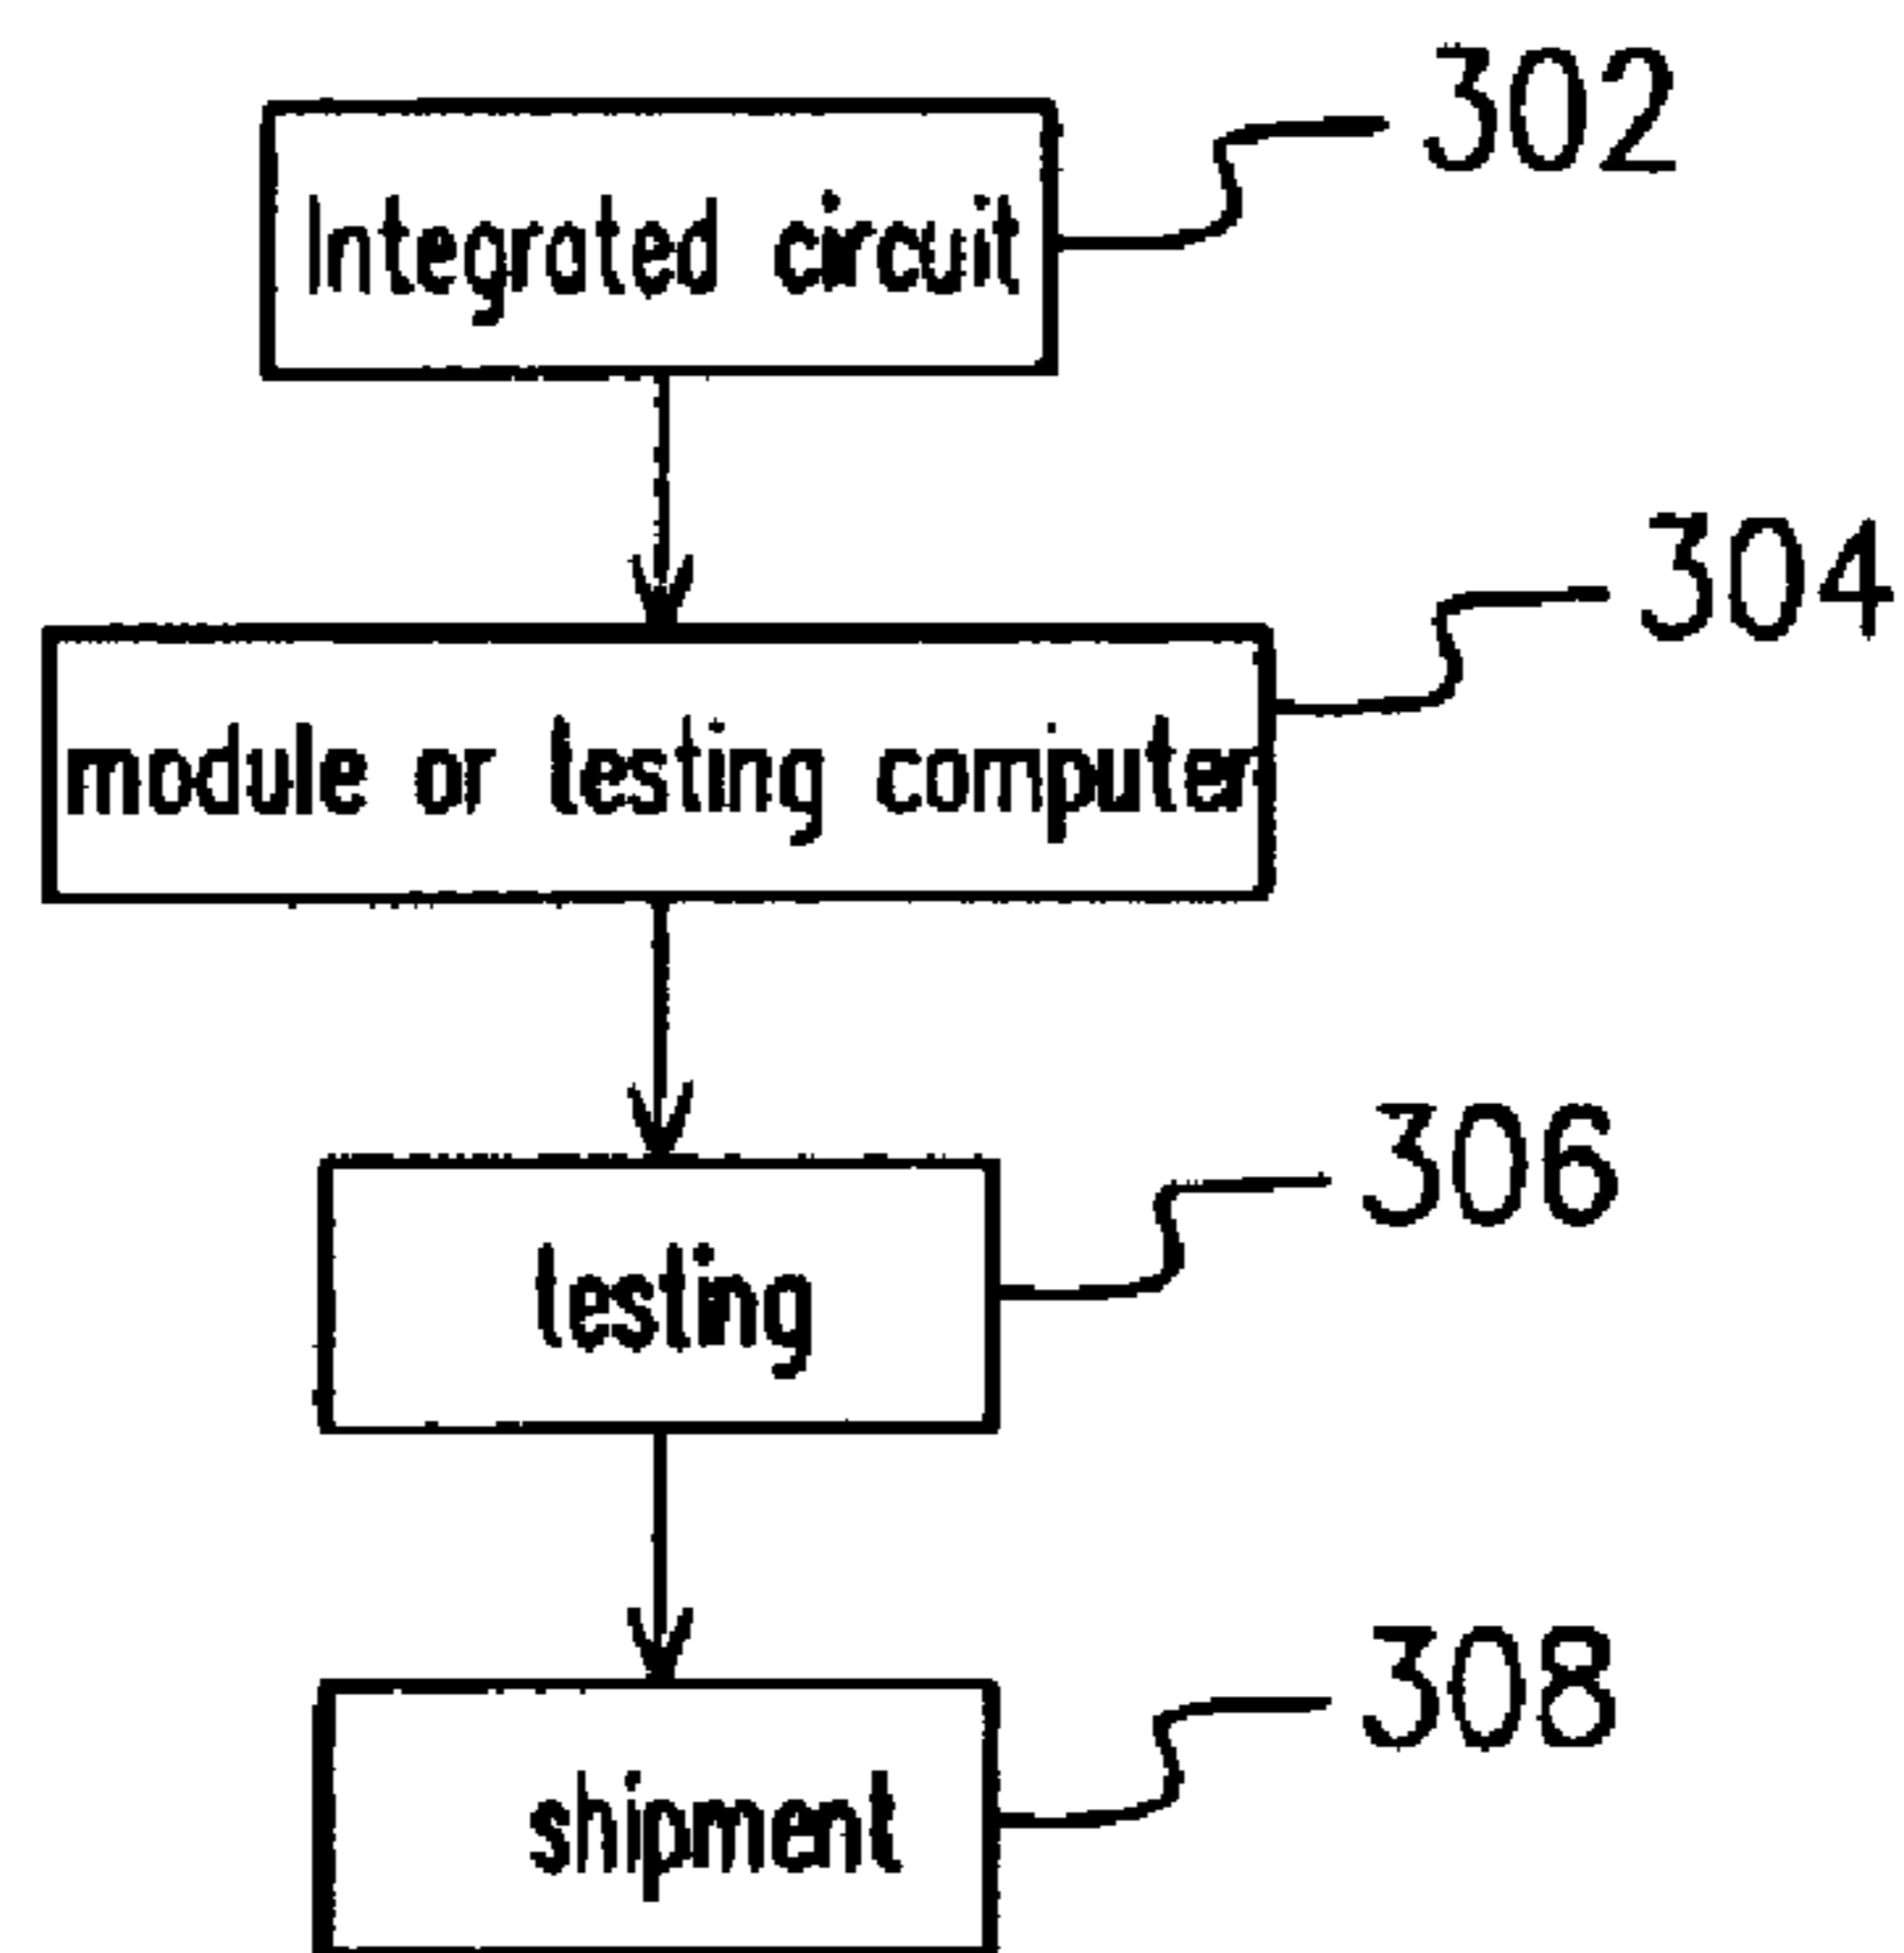 302
Integrated circuit
304
module or testing computer
306
testing
308
shipment